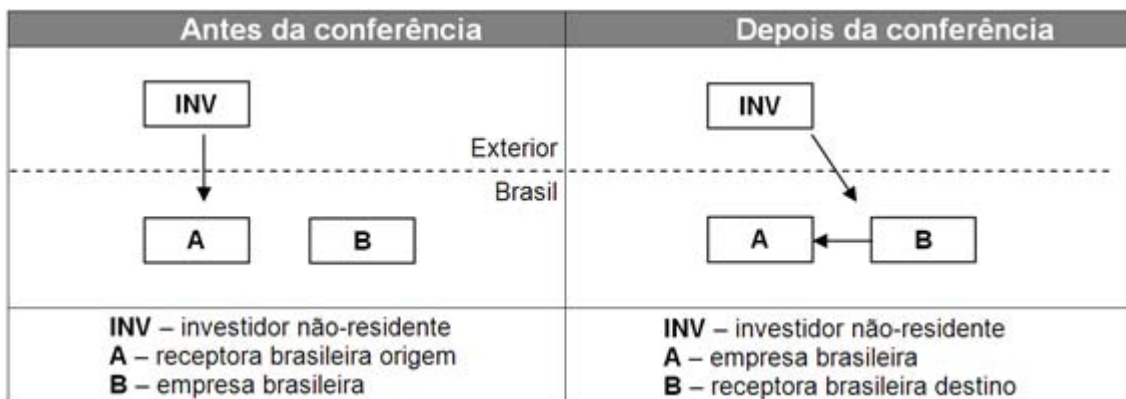 Antes da conferência
Depois da conferência
INV
Exterior
Brasil
A
B
INV
A
B
INV – investidor não-residente
A – receptora brasileira origem
B – empresa brasileira
INV – investidor não-residente
A – empresa brasileira
B – receptora brasileira destino